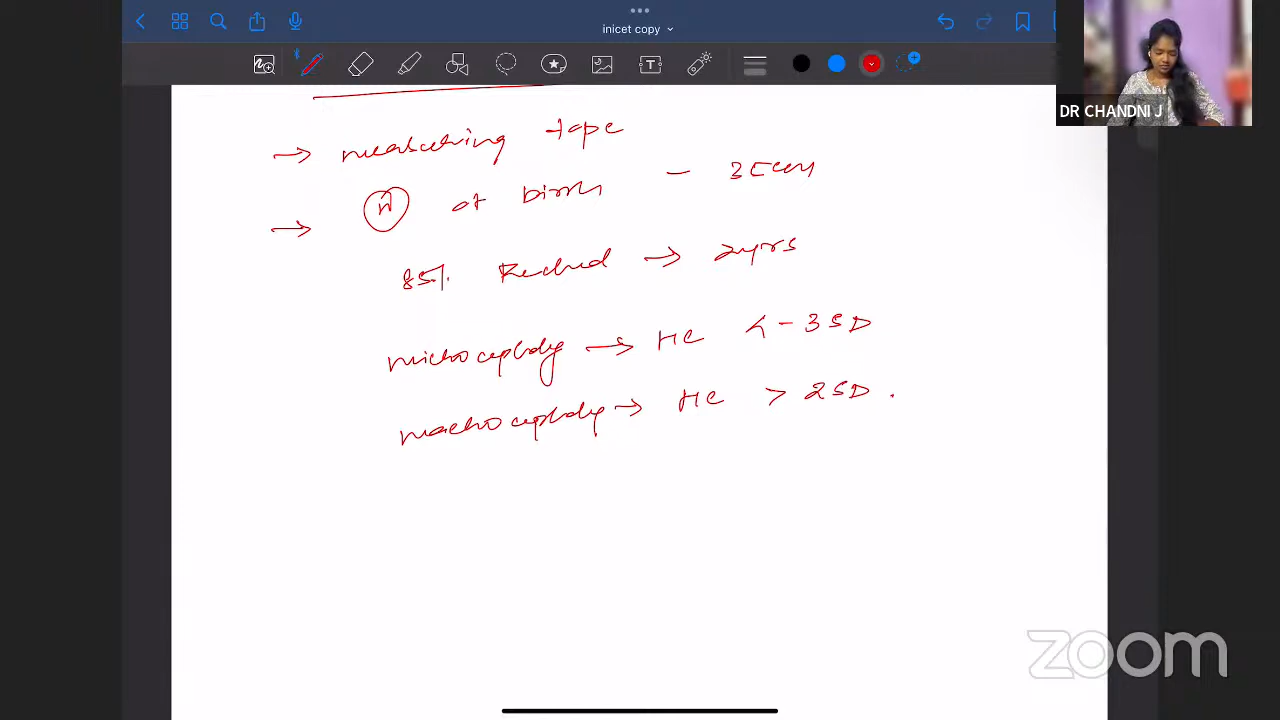 inicet copy
DR CHANDNI J
→ measuring tape
→ (N) at birth - 35cm
85% Reached → 2yrs
microcephaly → HC < -3SD
macrocephaly → HC > 2SD.
zoom